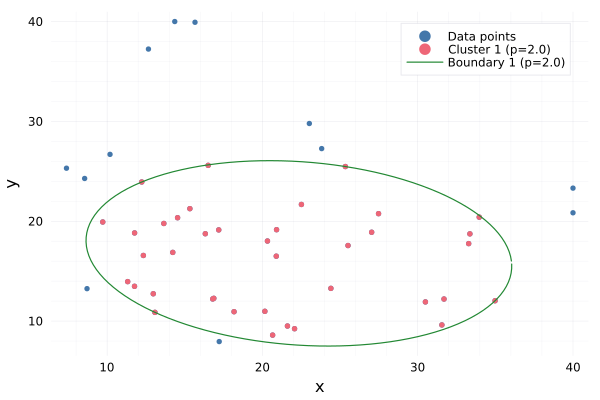 40
30
20
10
y
Data points
Cluster 1 (p=2.0)
Boundary 1 (p=2.0)
10 20 30 40
x